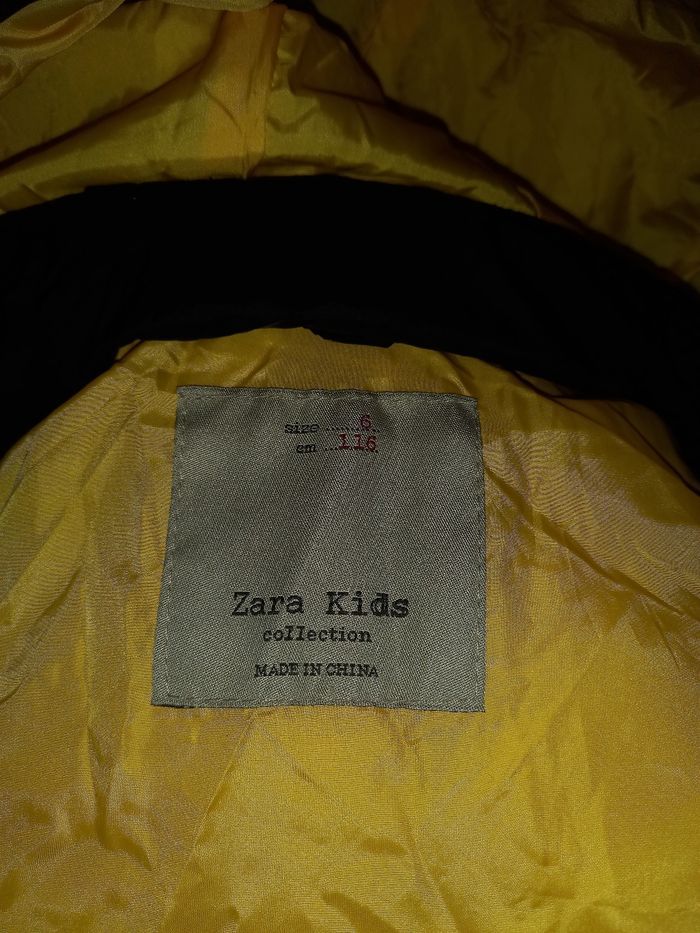 size ........6.
cm ...116
Zara Kids
collection
MADE IN CHINA